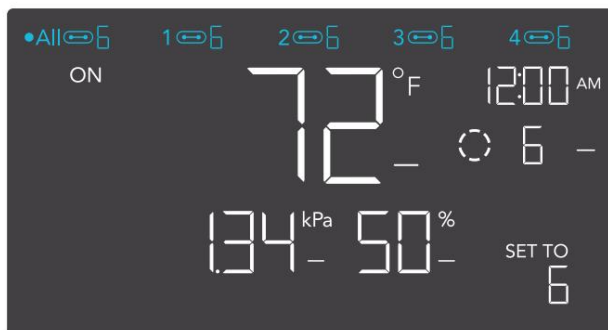 •All 6 1 6 2 6 3 6 4 6
ON 72 °F 12:00 AM
6 –
1.34 kPa – 50 % –
SET TO
6